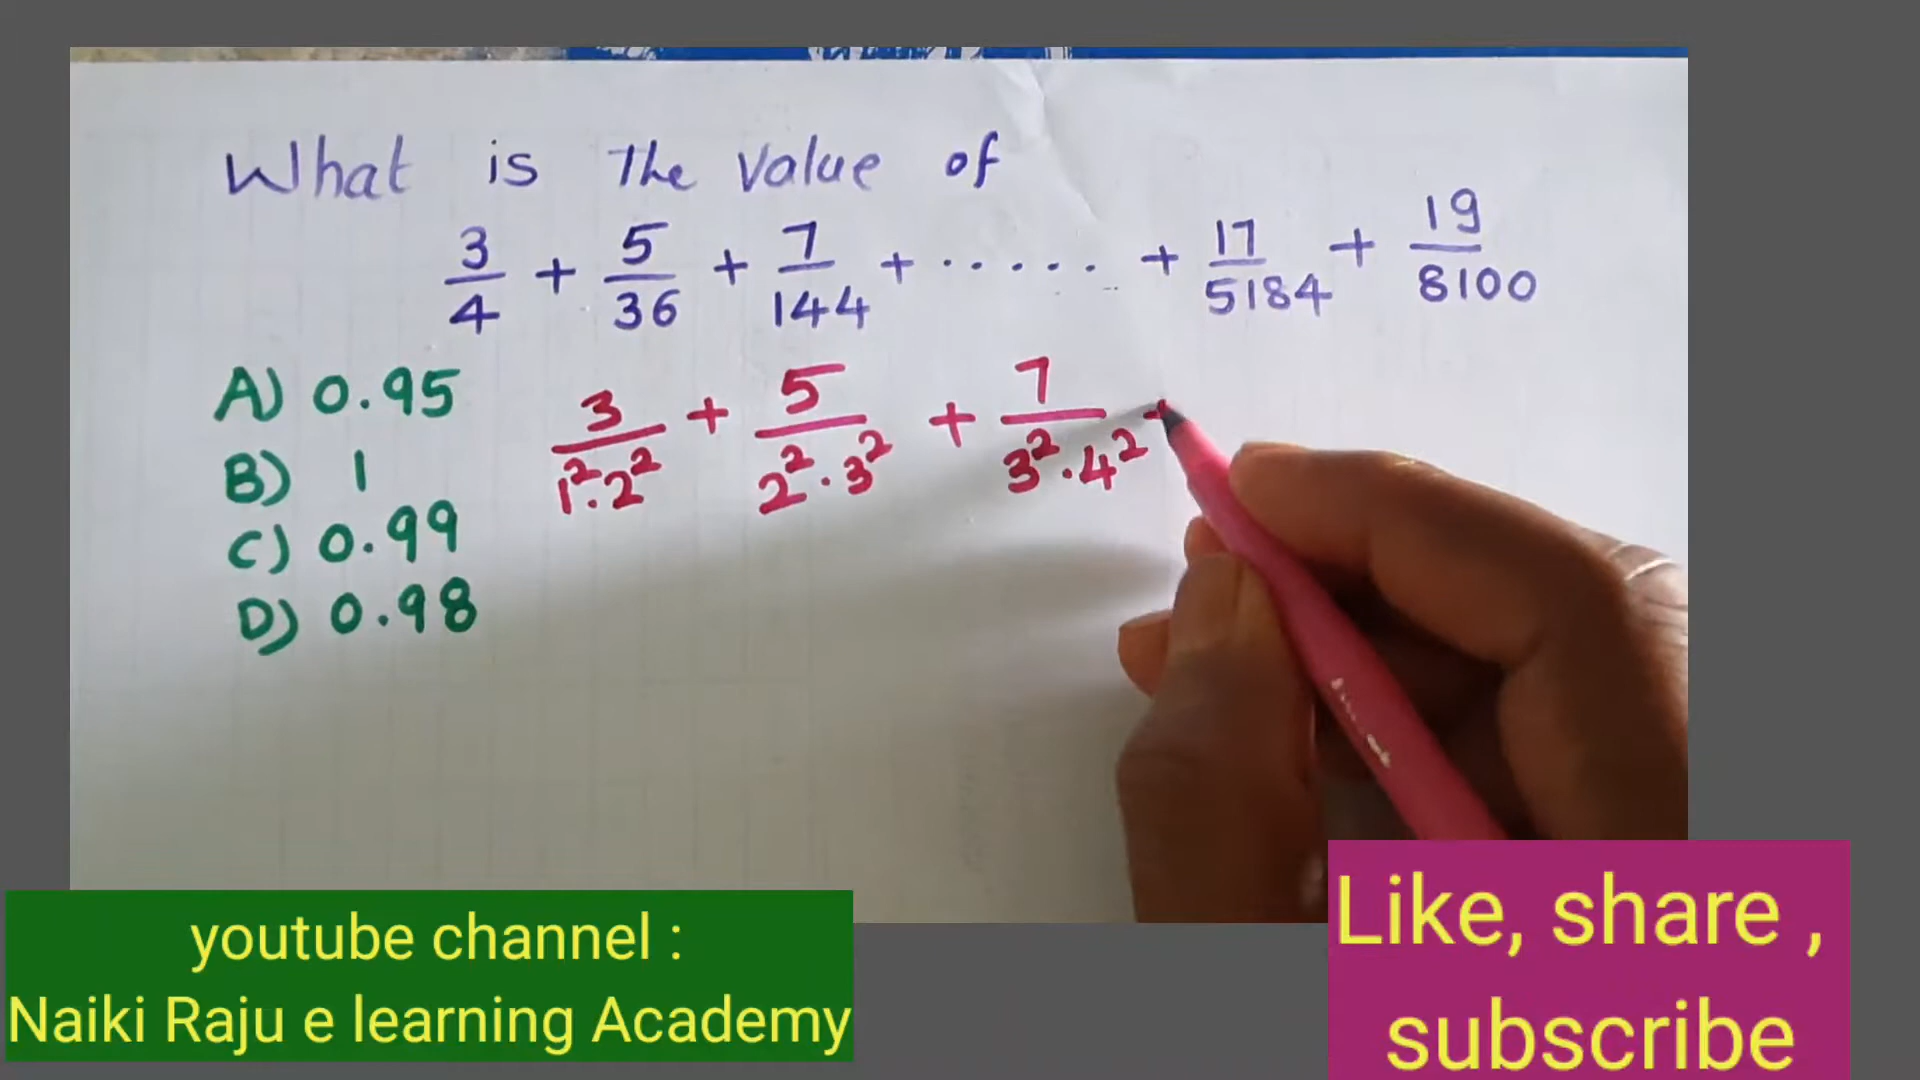 What is The Value of
3/4 + 5/36 + 7/144 + ..... + 17/5184 + 19/8100
A) 0.95
B) 1
C) 0.99
D) 0.98
3/1².2² + 5/2².3² + 7/3².4² +
youtube channel :
Naiki Raju e learning Academy
Like, share ,
subscribe